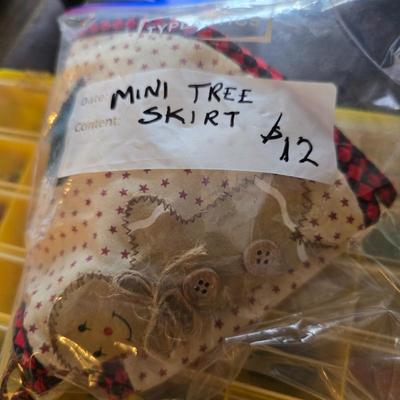 Date: MINI TREE
Content: SKIRT $12